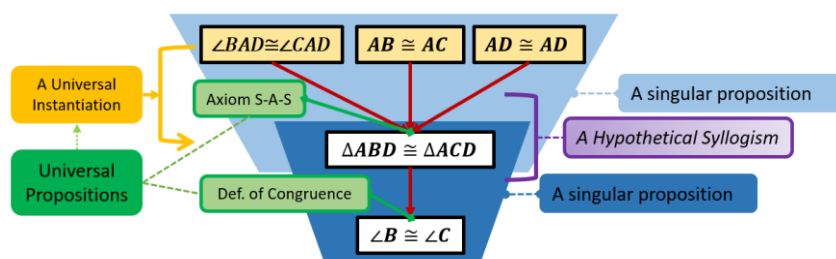 ∠BAD≅∠CAD
AB ≅ AC
AD ≅ AD
A Universal
Instantiation
Axiom S-A-S
A singular proposition
A Hypothetical Syllogism
ΔABD ≅ ΔACD
Universal
Propositions
Def. of Congruence
A singular proposition
∠B ≅ ∠C